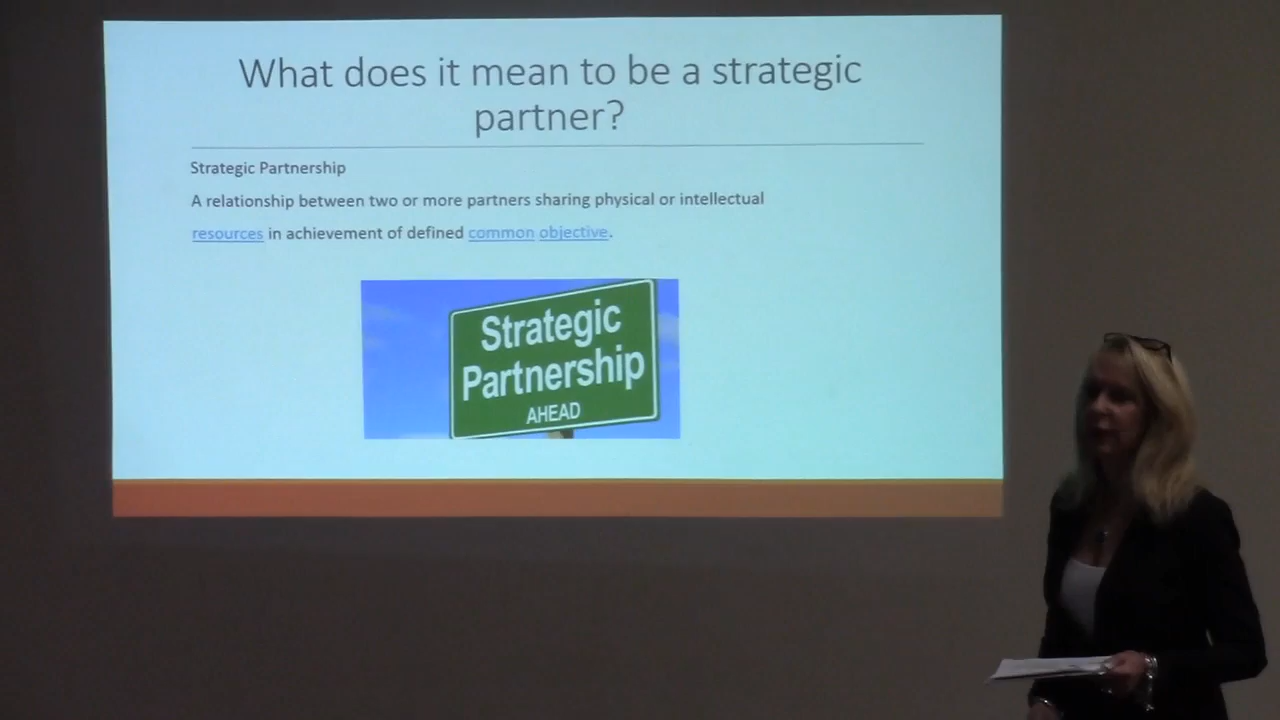 What does it mean to be a strategic
partner?
Strategic Partnership
A relationship between two or more partners sharing physical or intellectual
resources in achievement of defined common objective.
Strategic
Partnership
AHEAD